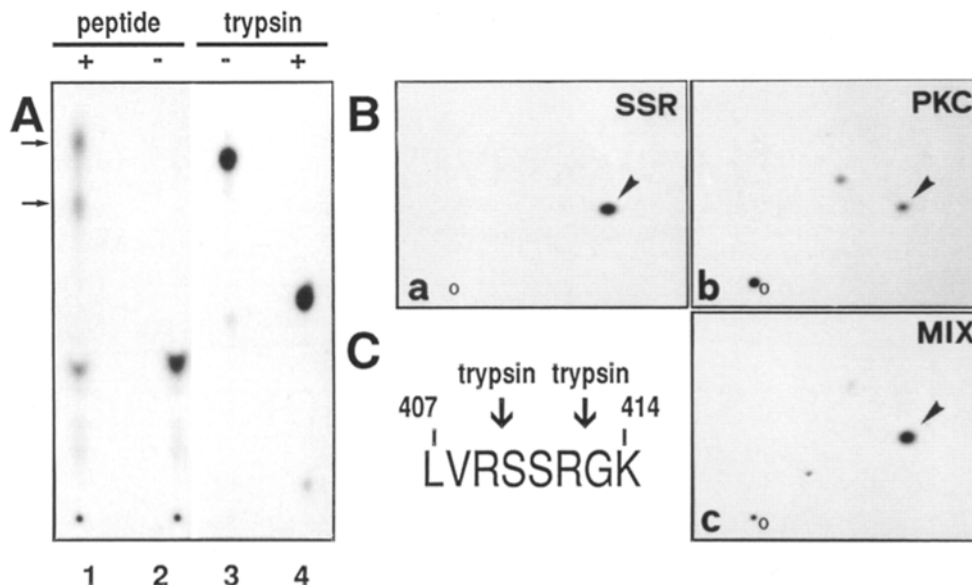 peptide trypsin
+ - - +
A
1 2 3 4
B
SSR
a o
PKC
b o
C
trypsin trypsin
407 414
LVRSSRGK
MIX
c o